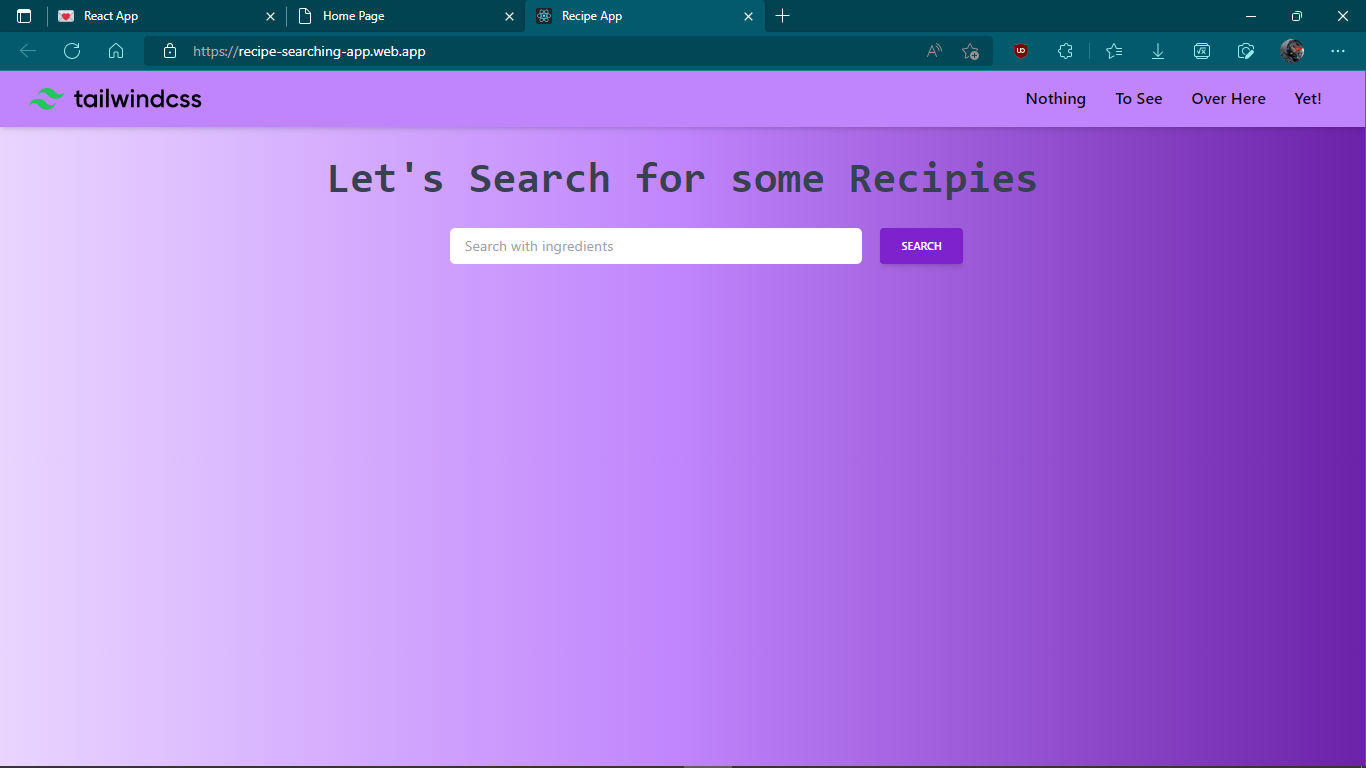 React App
Home Page
Recipe App
https://recipe-searching-app.web.app
tailwindcss
Nothing
To See
Over Here
Yet!
Let's Search for some Recipies
Search with ingredients
SEARCH